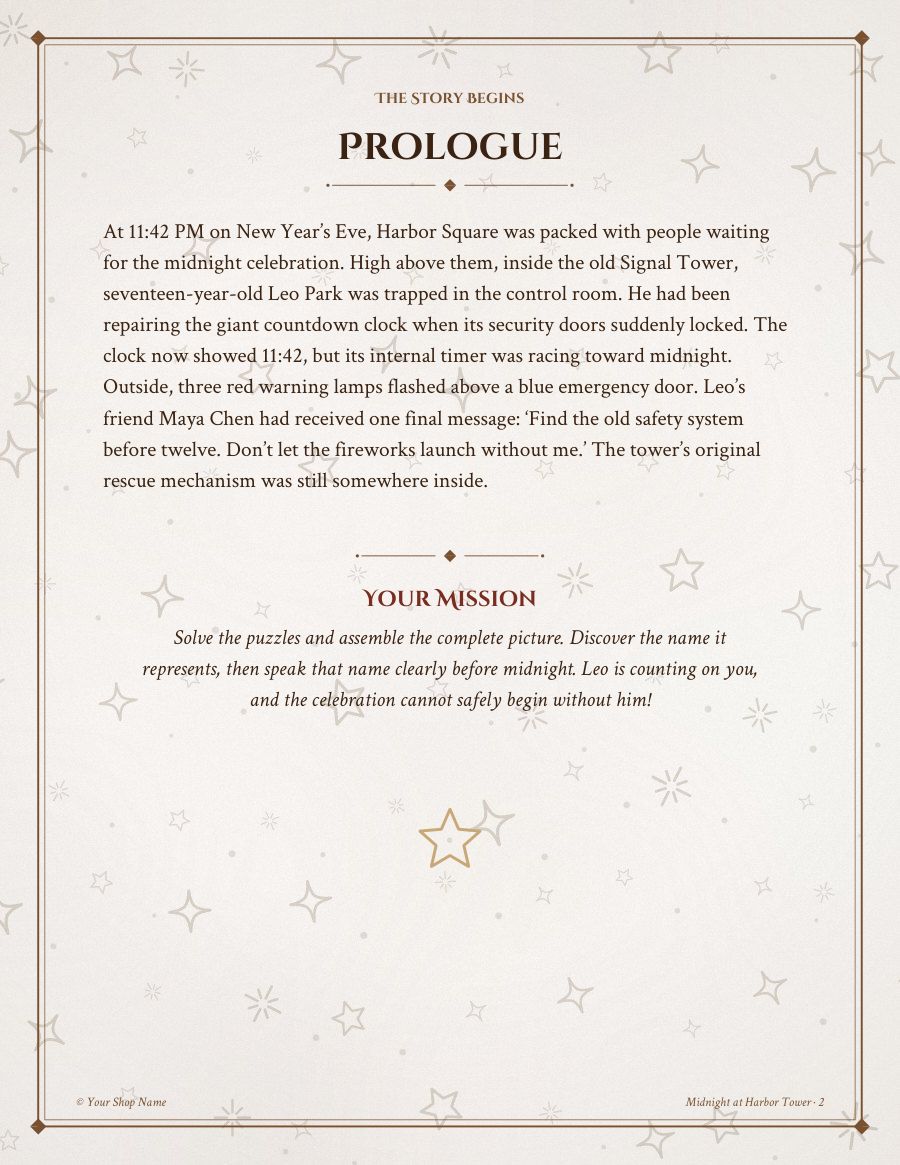 The Story Begins
Prologue
At 11:42 PM on New Year’s Eve, Harbor Square was packed with people waiting
for the midnight celebration. High above them, inside the old Signal Tower,
seventeen-year-old Leo Park was trapped in the control room. He had been
repairing the giant countdown clock when its security doors suddenly locked. The
clock now showed 11:42, but its internal timer was racing toward midnight.
Outside, three red warning lamps flashed above a blue emergency door. Leo’s
friend Maya Chen had received one final message: ‘Find the old safety system
before twelve. Don’t let the fireworks launch without me.’ The tower’s original
rescue mechanism was still somewhere inside.
Your Mission
Solve the puzzles and assemble the complete picture. Discover the name it
represents, then speak that name clearly before midnight. Leo is counting on you,
and the celebration cannot safely begin without him!
© Your Shop Name
Midnight at Harbor Tower · 2